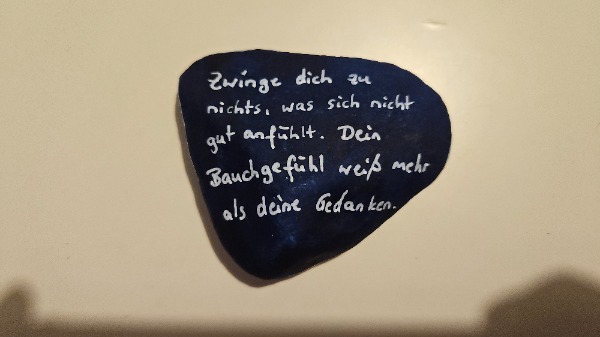 Zwinge dich zu
nichts, was sich nicht
gut anfühlt. Dein
Bauchgefühl weiß mehr
als deine Gedanken.